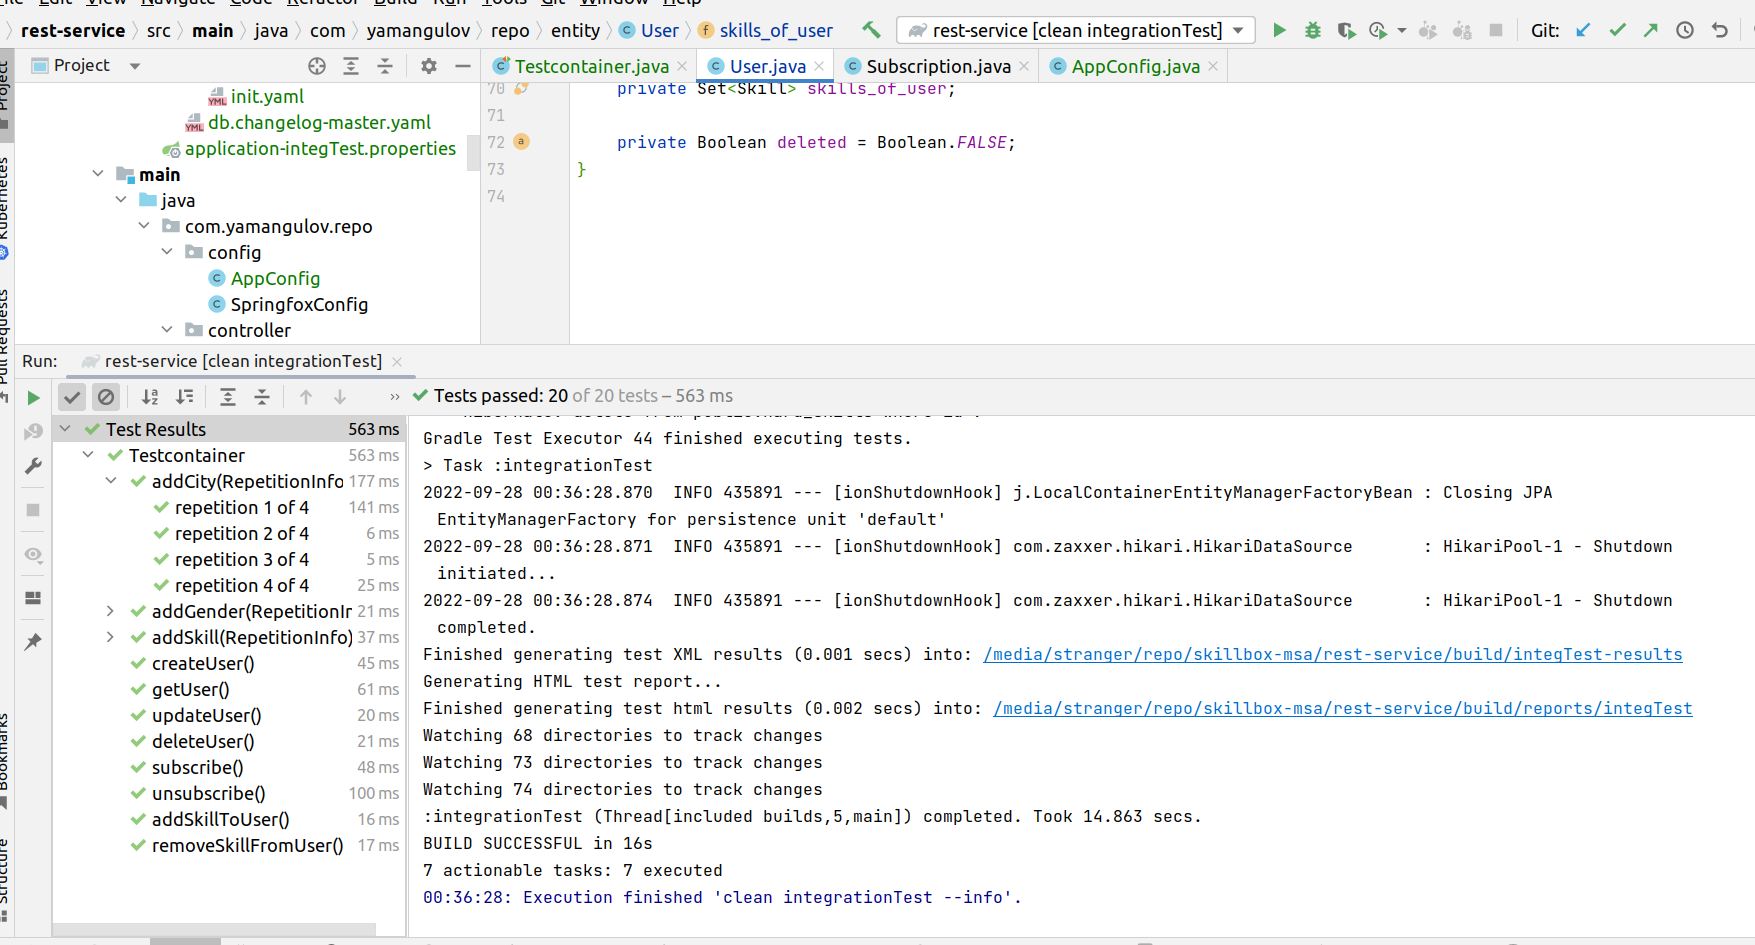 Edit View Navigate Code Refactor Build Run Tools Git Window Help
rest-service src main java com yamangulov repo entity User skills_of_user rest-service [clean integrationTest] Git:
Project
Testcontainer.java User.java Subscription.java AppConfig.java
init.yaml
db.changelog-master.yaml
application-integTest.properties
main
java
com.yamangulov.repo
config
AppConfig
SpringfoxConfig
controller
70 private Set<Skill> skills_of_user;
71
72 private Boolean deleted = Boolean.FALSE;
73 }
74
Project
Kubernetes
Pull Requests
Bookmarks
Structure
Run: rest-service [clean integrationTest]
Tests passed: 20 of 20 tests – 563 ms
Test Results 563 ms
Testcontainer 563 ms
addCity(RepetitionInfo 177 ms
repetition 1 of 4 141 ms
repetition 2 of 4 6 ms
repetition 3 of 4 5 ms
repetition 4 of 4 25 ms
addGender(RepetitionIr 21 ms
addSkill(RepetitionInfo) 37 ms
createUser() 45 ms
getUser() 61 ms
updateUser() 20 ms
deleteUser() 21 ms
subscribe() 48 ms
unsubscribe() 100 ms
addSkillToUser() 16 ms
removeSkillFromUser() 17 ms
Gradle Test Executor 44 finished executing tests.
> Task :integrationTest
2022-09-28 00:36:28.870 INFO 435891 --- [ionShutdownHook] j.LocalContainerEntityManagerFactoryBean : Closing JPA
EntityManagerFactory for persistence unit 'default'
2022-09-28 00:36:28.871 INFO 435891 --- [ionShutdownHook] com.zaxxer.hikari.HikariDataSource : HikariPool-1 - Shutdown
initiated...
2022-09-28 00:36:28.874 INFO 435891 --- [ionShutdownHook] com.zaxxer.hikari.HikariDataSource : HikariPool-1 - Shutdown
completed.
Finished generating test XML results (0.001 secs) into: /media/stranger/repo/skillbox-msa/rest-service/build/integTest-results
Generating HTML test report...
Finished generating test html results (0.002 secs) into: /media/stranger/repo/skillbox-msa/rest-service/build/reports/integTest
Watching 68 directories to track changes
Watching 73 directories to track changes
Watching 74 directories to track changes
:integrationTest (Thread[included builds,5,main]) completed. Took 14.863 secs.
BUILD SUCCESSFUL in 16s
7 actionable tasks: 7 executed
00:36:28: Execution finished 'clean integrationTest --info'.